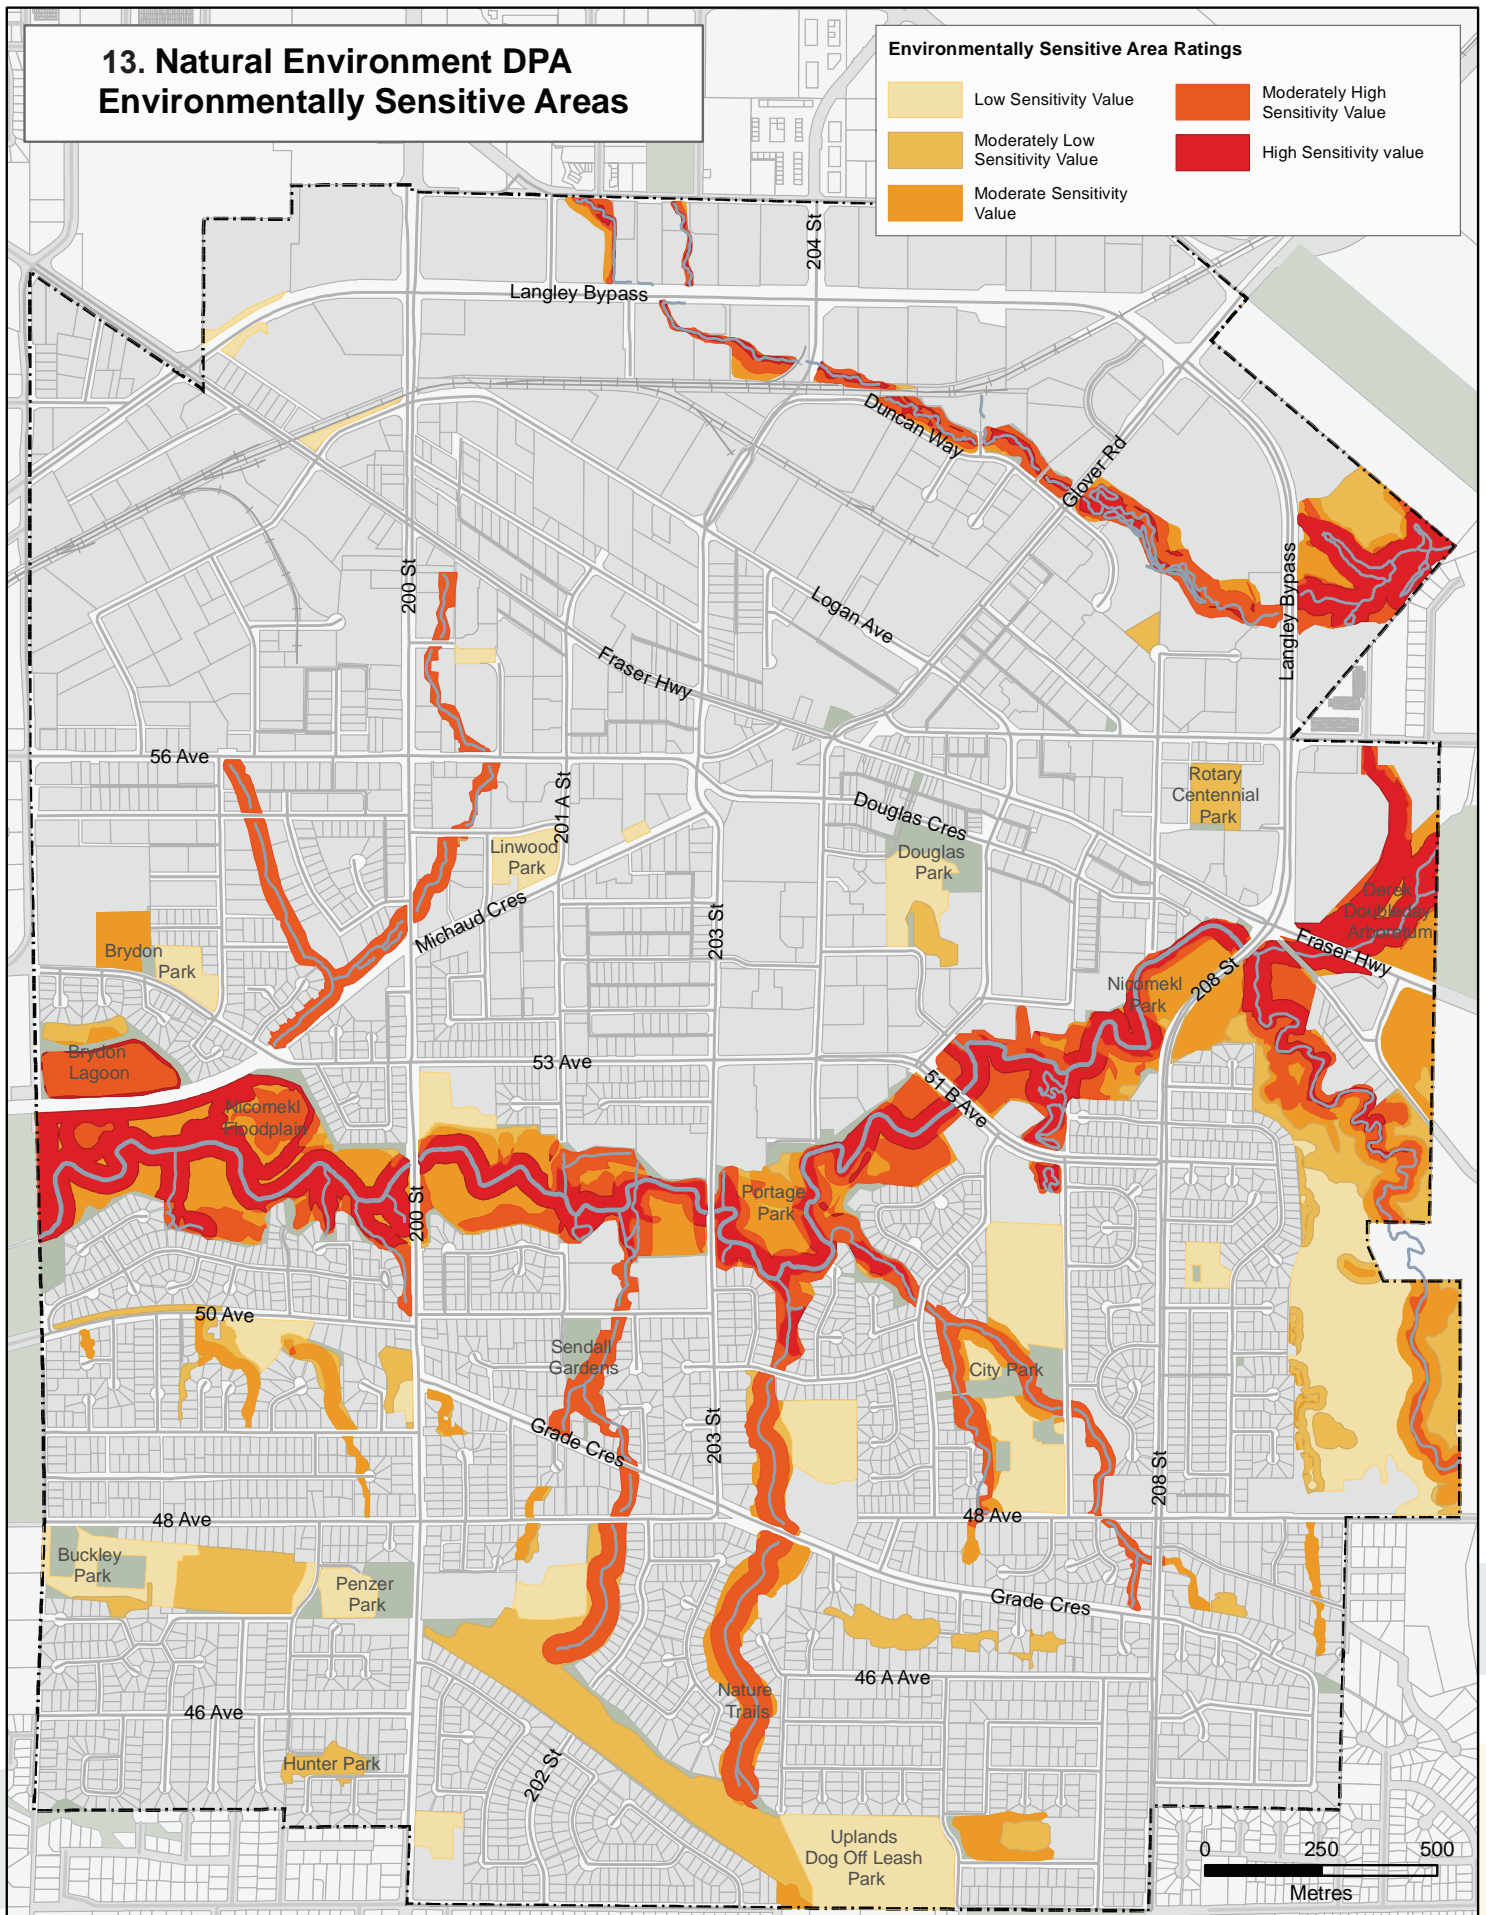 13. Natural Environment DPA
Environmentally Sensitive Areas
Environmentally Sensitive Area Ratings
Low Sensitivity Value
Moderately Low
Sensitivity Value
Moderate Sensitivity
Value
Moderately High
Sensitivity Value
High Sensitivity value
204 St
Langley Bypass
Duncan Way
Glover Rd
Langley Bypass
200 St
Logan Ave
Fraser Hwy
56 Ave
201 A St
Rotary
Centennial
Park
Douglas Cres
Linwood
Park
Douglas
Park
Derek
Doubleday
Arboretum
Michaud Cres
203 St
Fraser Hwy
Brydon
Park
208 St
Nicomekl
Park
Brydon
Lagoon
53 Ave
51 B Ave
Nicomekl
Floodplain
200 St
Portage
Park
50 Ave
Sendall
Gardens
City Park
Grade Cres
203 St
208 St
48 Ave
48 Ave
Buckley
Park
Penzer
Park
Grade Cres
46 A Ave
Nature
Trails
46 Ave
Hunter Park
202 St
Uplands
Dog Off Leash
Park
0 250 500
Metres